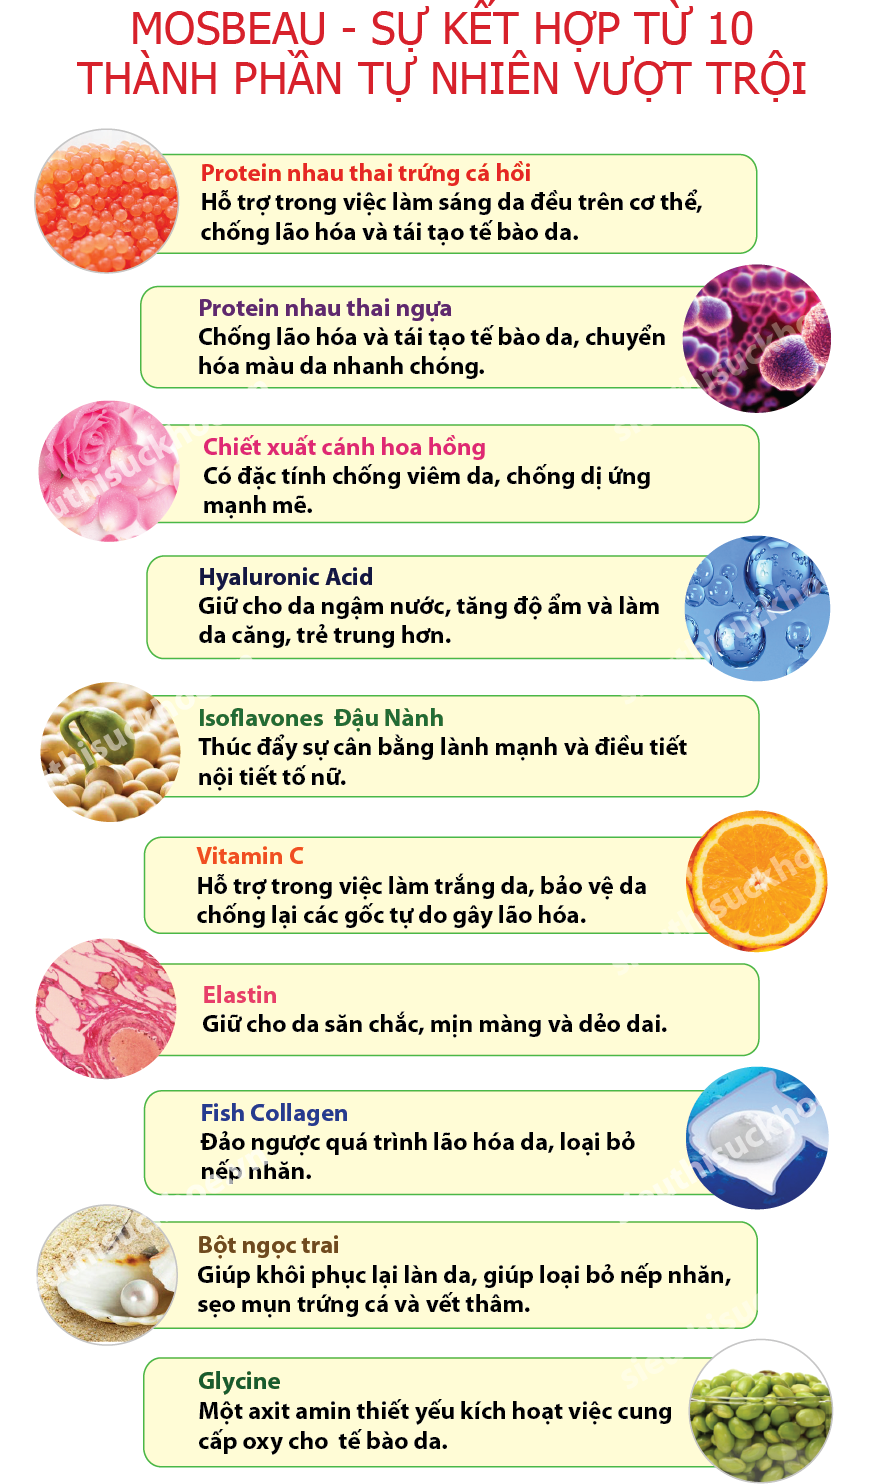 MOSBEAU - SỰ KẾT HỢP TỪ 10
THÀNH PHẦN TỰ NHIÊN VƯỢT TRỘI
Protein nhau thai trứng cá hồi
Hỗ trợ trong việc làm sáng da đều trên cơ thể,
chống lão hóa và tái tạo tế bào da.
Protein nhau thai ngựa
Chống lão hóa và tái tạo tế bào da, chuyển
hóa màu da nhanh chóng.
Chiết xuất cánh hoa hồng
Có đặc tính chống viêm da, chống dị ứng
mạnh mẽ.
Hyaluronic Acid
Giữ cho da ngậm nước, tăng độ ẩm và làm
da căng, trẻ trung hơn.
Isoflavones Đậu Nành
Thúc đẩy sự cân bằng lành mạnh và điều tiết
nội tiết tố nữ.
Vitamin C
Hỗ trợ trong việc làm trắng da, bảo vệ da
chống lại các gốc tự do gây lão hóa.
Elastin
Giữ cho da săn chắc, mịn màng và dẻo dai.
Fish Collagen
Đảo ngược quá trình lão hóa da, loại bỏ
nếp nhăn.
Bột ngọc trai
Giúp khôi phục lại làn da, giúp loại bỏ nếp nhăn,
sẹo mụn trứng cá và vết thâm.
Glycine
Một axit amin thiết yếu kích hoạt việc cung
cấp oxy cho tế bào da.